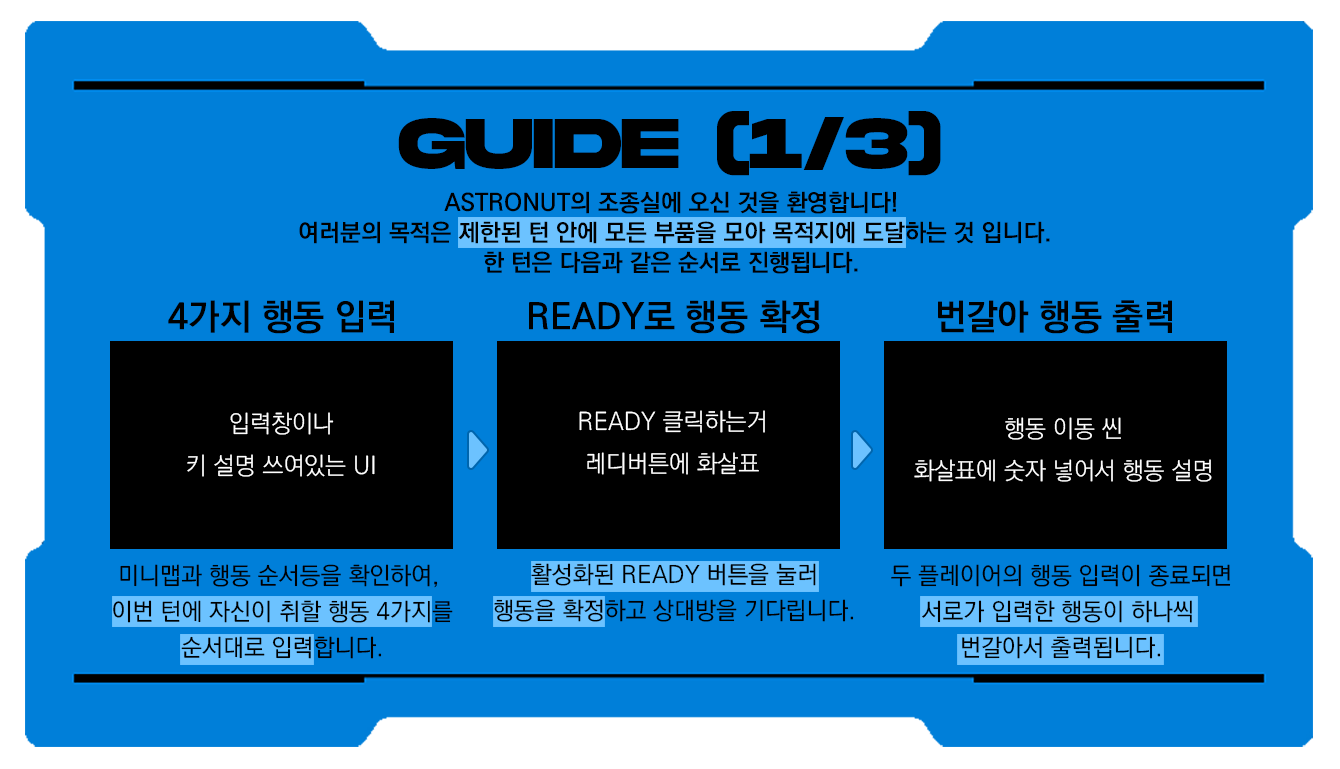 GUIDE (1/3)
ASTRONUT의 조종실에 오신 것을 환영합니다!
여러분의 목적은 제한된 턴 안에 모든 부품을 모아 목적지에 도달하는 것 입니다.
한 턴은 다음과 같은 순서로 진행됩니다.
4가지 행동 입력
입력창이나
키 설명 쓰여있는 UI
미니맵과 행동 순서등을 확인하여,
이번 턴에 자신이 취할 행동 4가지를
순서대로 입력합니다.
READY로 행동 확정
READY 클릭하는거
레디버튼에 화살표
활성화된 READY 버튼을 눌러
행동을 확정하고 상대방을 기다립니다.
번갈아 행동 출력
행동 이동 씬
화살표에 숫자 넣어서 행동 설명
두 플레이어의 행동 입력이 종료되면
서로가 입력한 행동이 하나씩
번갈아서 출력됩니다.